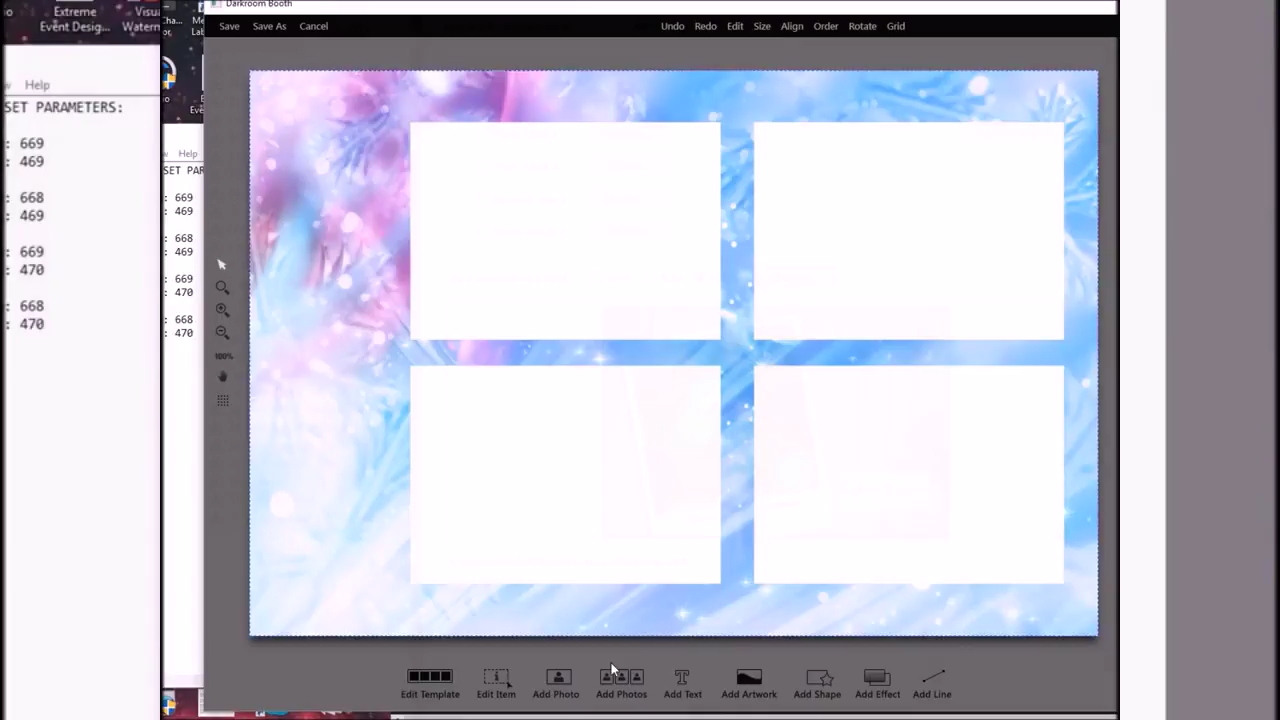 Extreme
Event Desig...
Visu
Watern
Help
SET PARAMETERS:
: 669
: 469
: 668
: 469
: 669
: 470
: 668
: 470
Help
SET PAR
: 669
: 469
: 668
: 469
: 669
: 470
: 668
: 470
Darkroom Booth
Save Save As Cancel Undo Redo Edit Size Align Order Rotate Grid
100%
Edit Template Edit Item Add Photo Add Photos Add Text Add Artwork Add Shape Add Effect Add Line